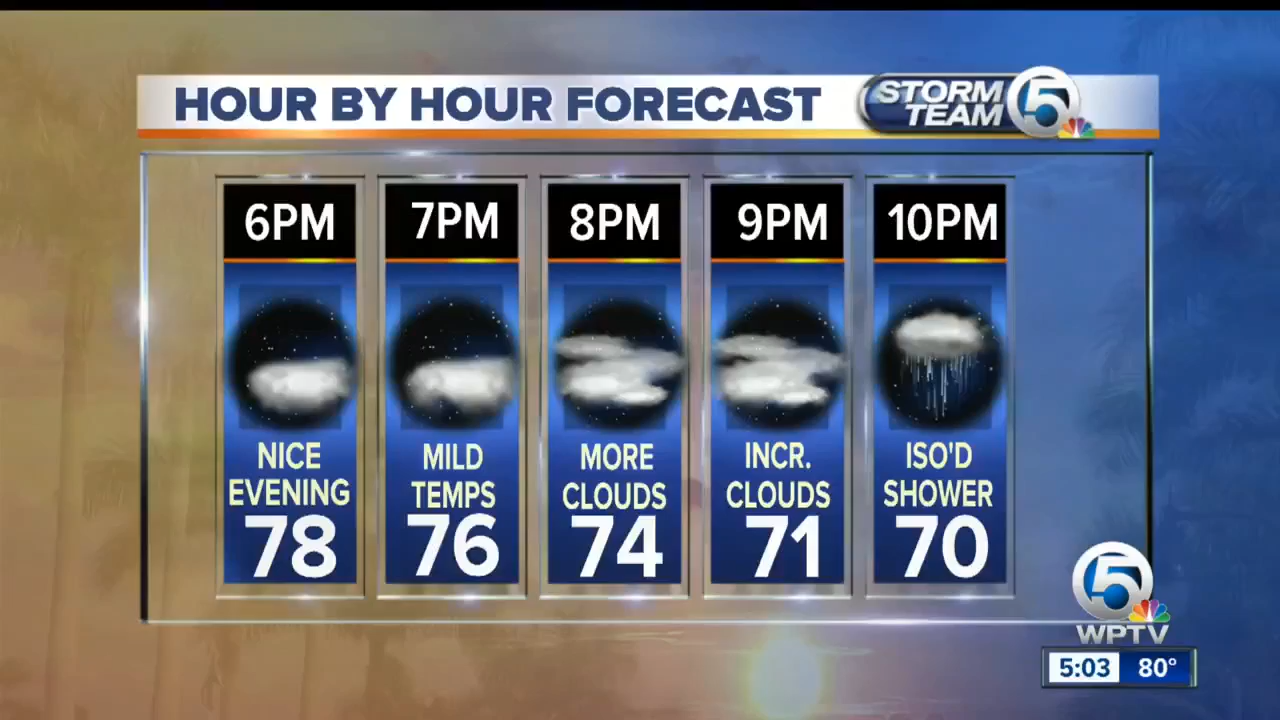 HOUR BY HOUR FORECAST
STORM
TEAM
5
6PM
NICE
EVENING
78
7PM
MILD
TEMPS
76
8PM
MORE
CLOUDS
74
9PM
INCR.
CLOUDS
71
10PM
ISO'D
SHOWER
70
5
WPTV
5:03 80°